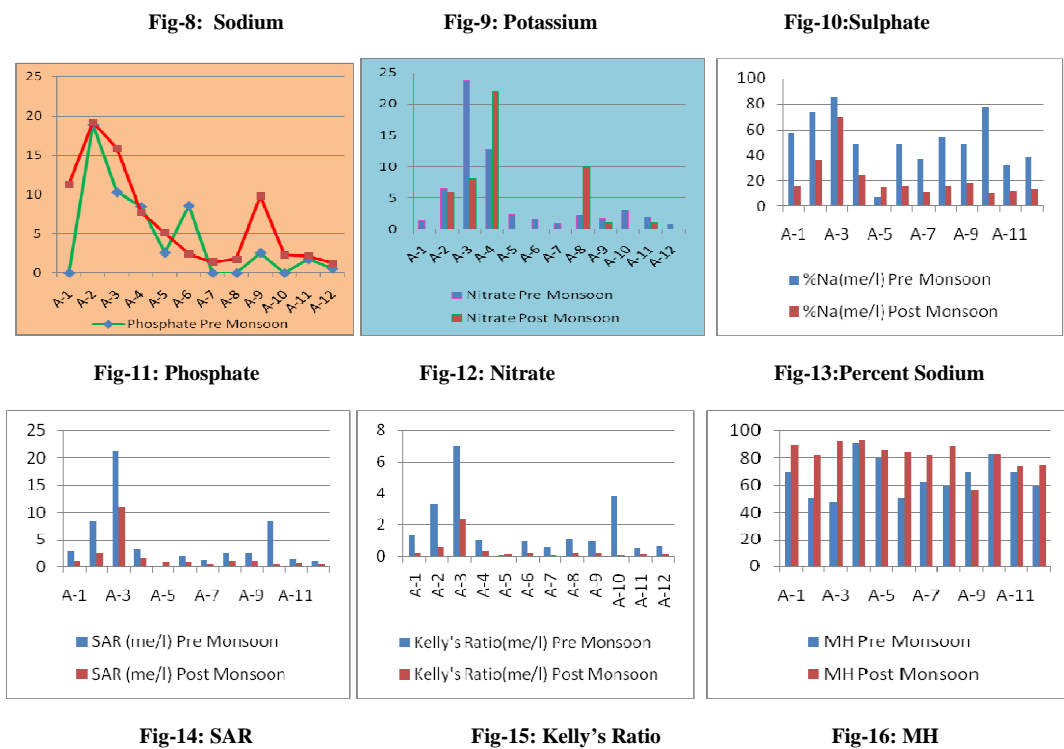 Fig-8: Sodium
Fig-9: Potassium
Fig-10:Sulphate
25
20
15
10
5
0
A-1
A-2
A-3
A-4
A-5
A-6
A-7
A-8
A-9
A-10
A-11
A-12
Phosphate Pre Monsoon
25
20
15
10
5
0
A-1
A-2
A-3
A-4
A-5
A-6
A-7
A-8
A-9
A-10
A-11
A-12
Nitrate Pre Monsoon
Nitrate Post Monsoon
100
80
60
40
20
0
A-1
A-3
A-5
A-7
A-9
A-11
%Na(me/l) Pre Monsoon
%Na(me/l) Post Monsoon
Fig-11: Phosphate
Fig-12: Nitrate
Fig-13:Percent Sodium
25
20
15
10
5
0
A-1
A-3
A-5
A-7
A-9
A-11
SAR (me/l) Pre Monsoon
SAR (me/l) Post Monsoon
8
6
4
2
0
A-1
A-2
A-3
A-4
A-5
A-6
A-7
A-8
A-9
A-10
A-11
A-12
Kelly's Ratio(me/l) Pre Monsoon
Kelly's Ratio(me/l) Post Monsoon
100
80
60
40
20
0
A-1
A-3
A-5
A-7
A-9
A-11
MH Pre Monsoon
MH Post Monsoon
Fig-14: SAR
Fig-15: Kelly's Ratio
Fig-16: MH